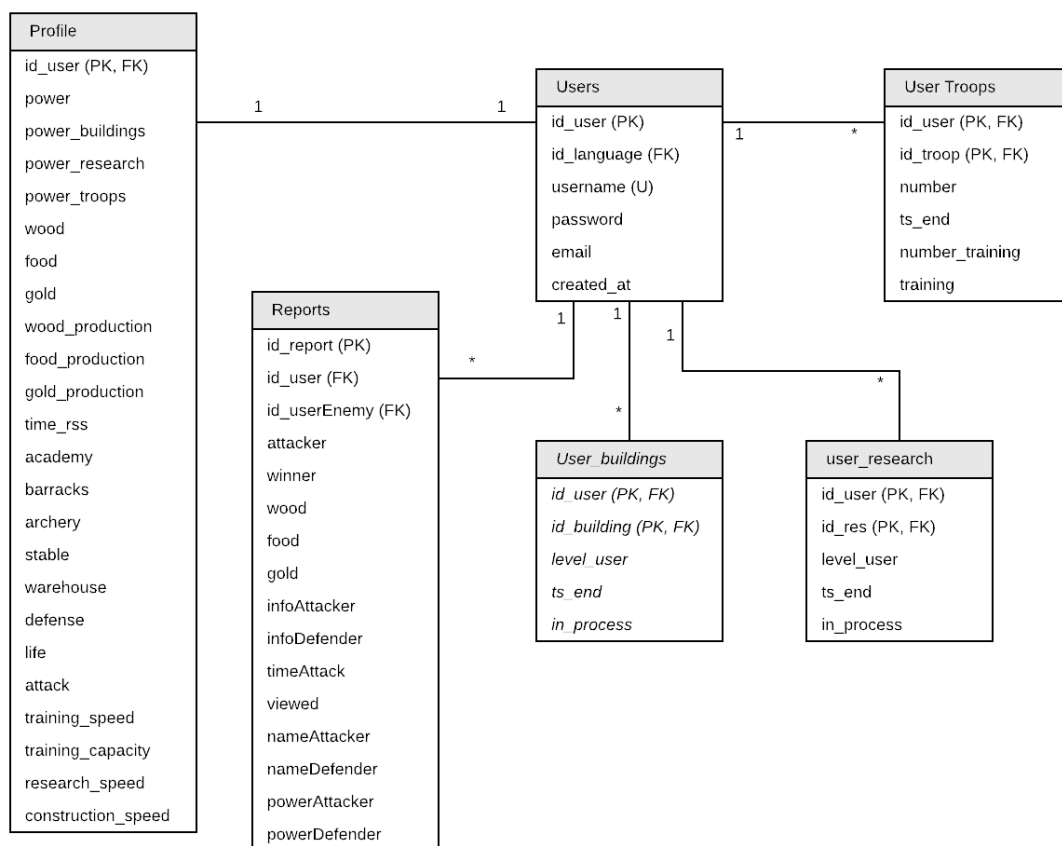 Profile
id_user (PK, FK)
power
power_buildings
power_research
power_troops
wood
food
gold
wood_production
food_production
gold_production
time_rss
academy
barracks
archery
stable
warehouse
defense
life
attack
training_speed
training_capacity
research_speed
construction_speed
1
1
Users
id_user (PK)
id_language (FK)
username (U)
password
email
created_at
1
*
User Troops
id_user (PK, FK)
id_troop (PK, FK)
number
ts_end
number_training
training
Reports
id_report (PK)
id_user (FK)
id_userEnemy (FK)
attacker
winner
wood
food
gold
infoAttacker
infoDefender
timeAttack
viewed
nameAttacker
nameDefender
powerAttacker
powerDefender
1
*
1
*
User_buildings
id_user (PK, FK)
id_building (PK, FK)
level_user
ts_end
in_process
1
*
user_research
id_user (PK, FK)
id_res (PK, FK)
level_user
ts_end
in_process